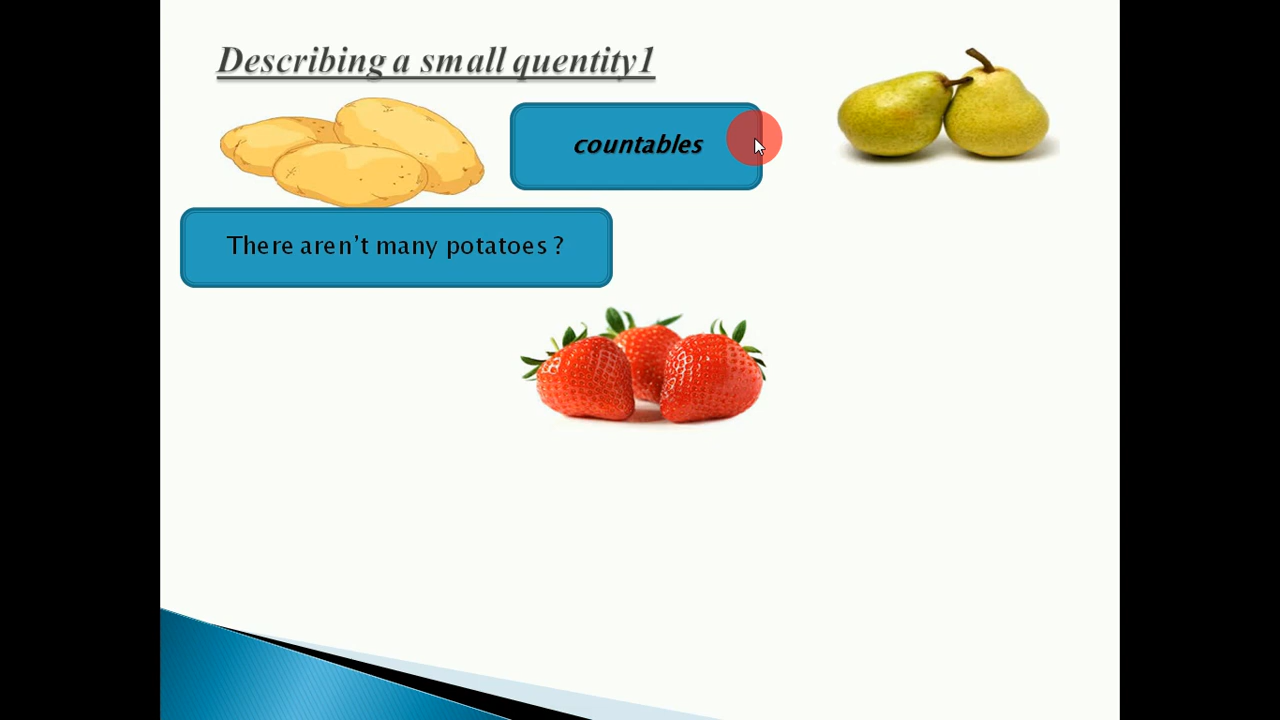 Describing a small quentity1
countables
There aren't many potatoes ?